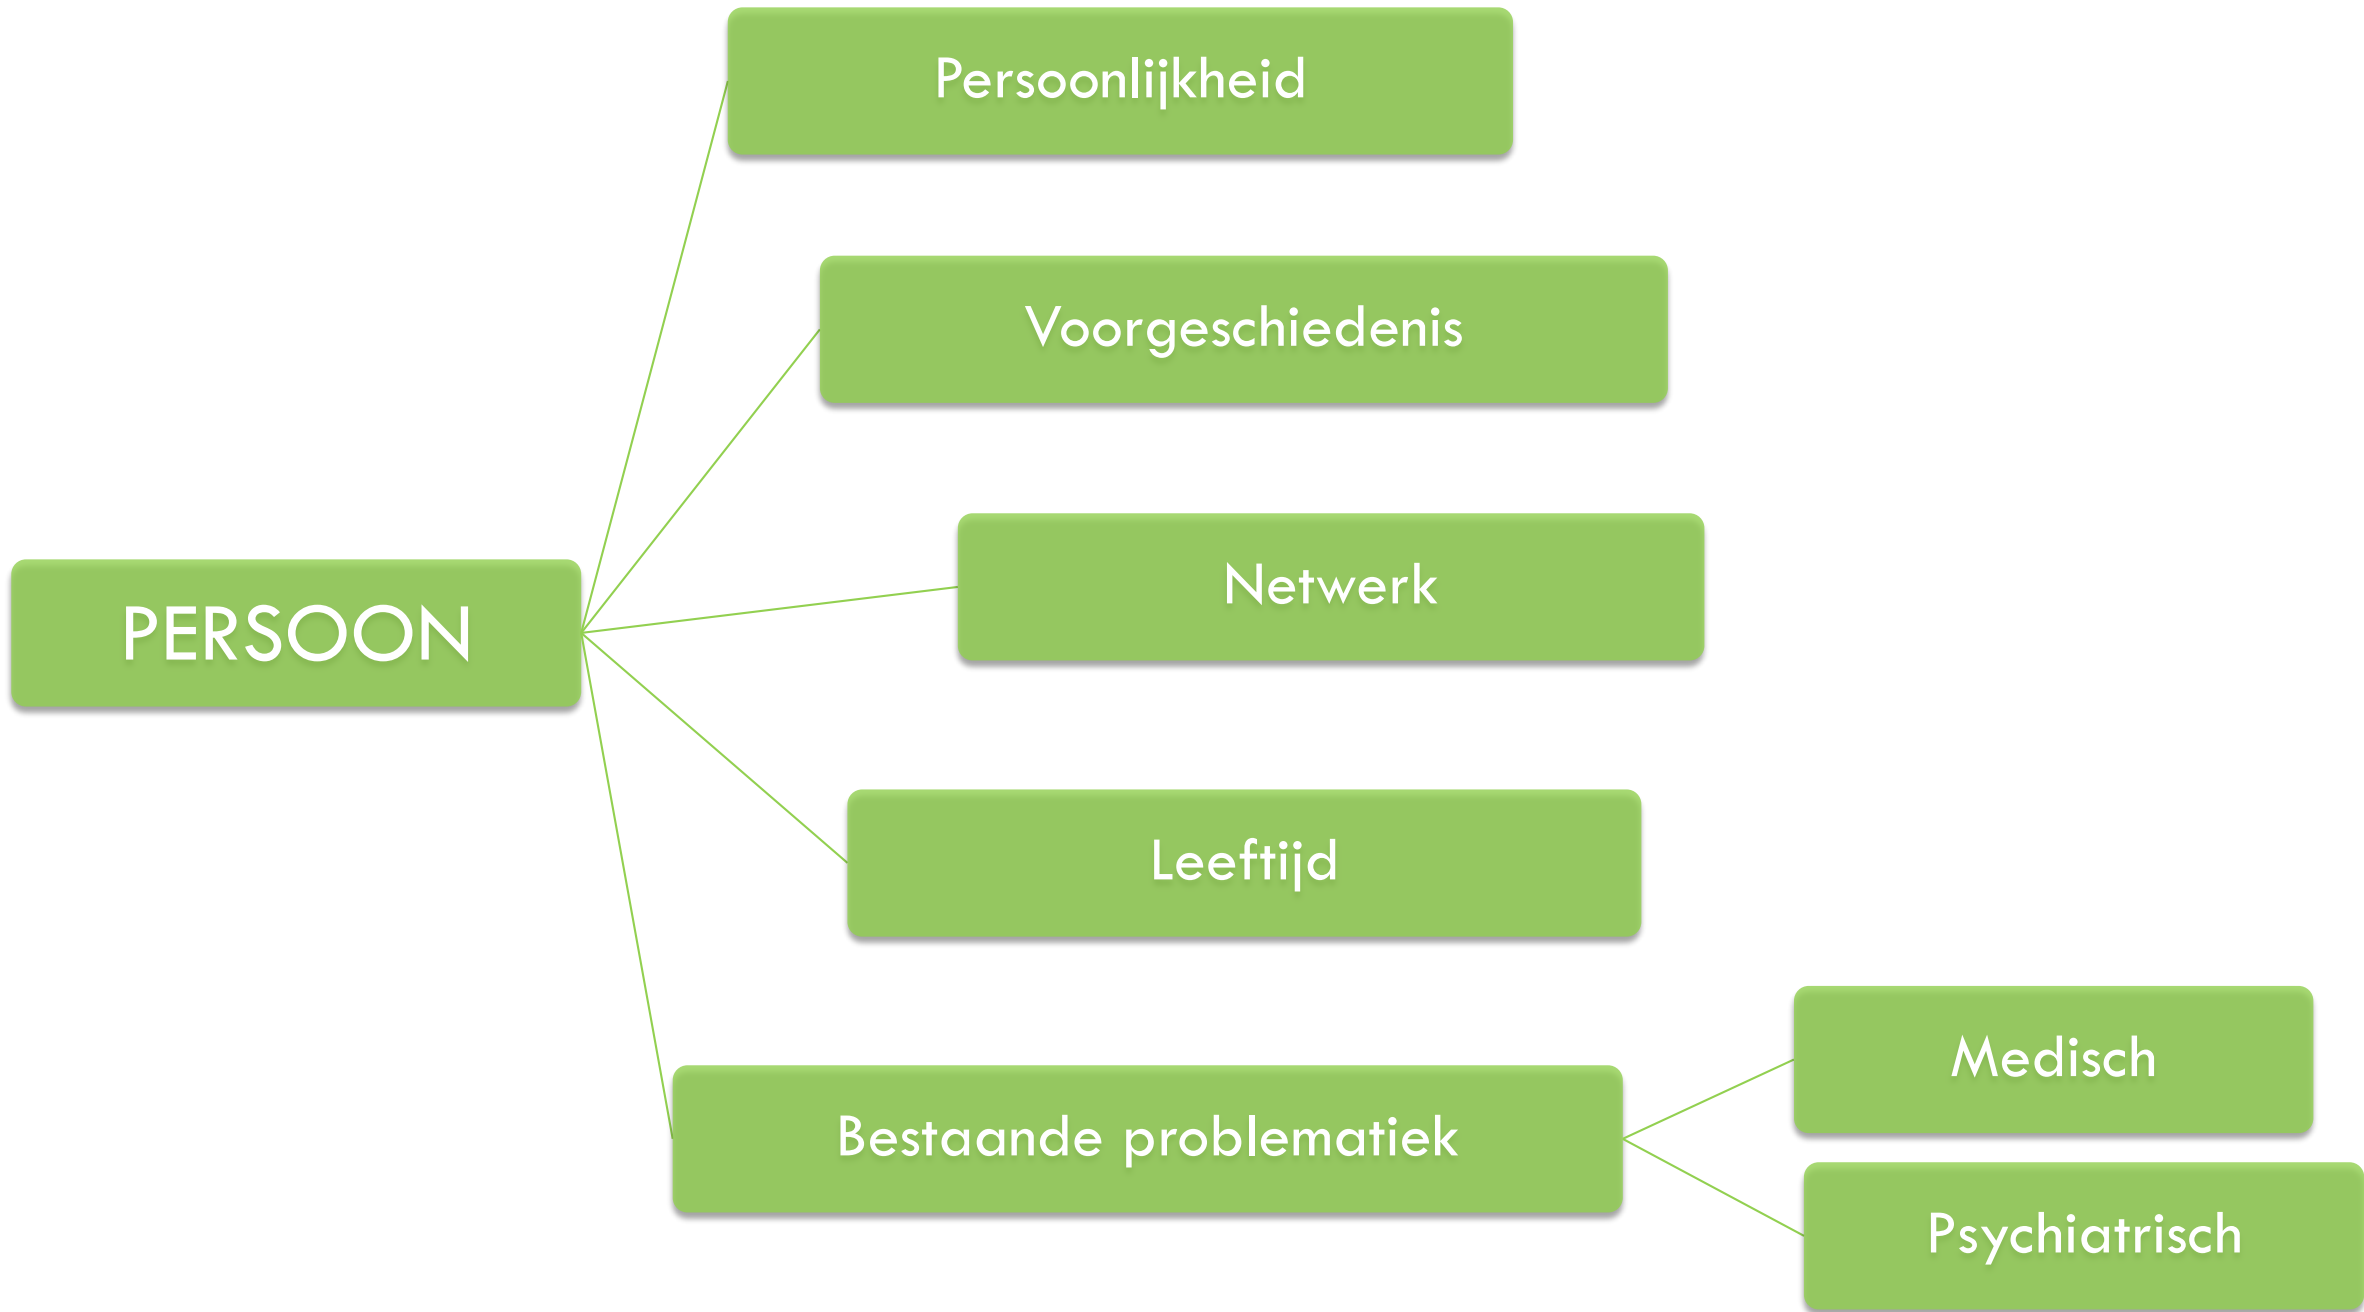 Persoonlijkheid
Voorgeschiedenis
Netwerk
PERSOON
Leeftijd
Medisch
Bestaande problematiek
Psychiatrisch